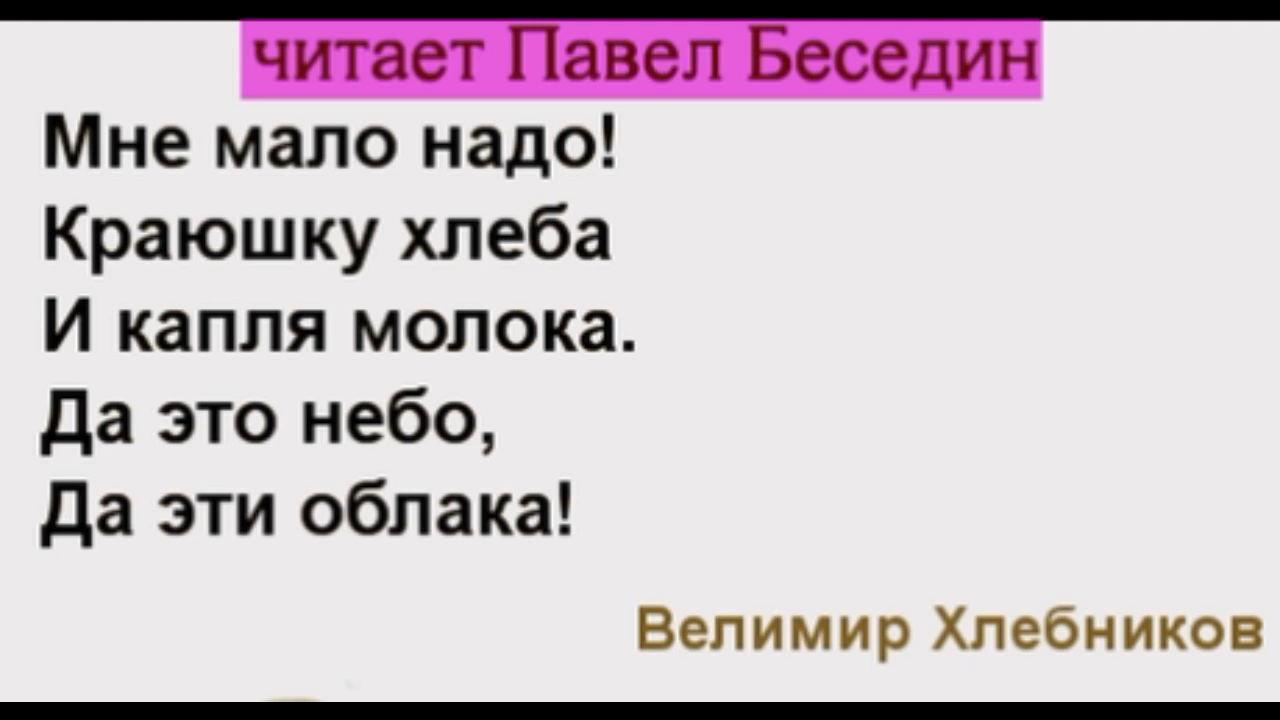 читает Павел Беседин
Мне мало надо!
Краюшку хлеба
И капля молока.
Да это небо,
Да эти облака!
Велимир Хлебников